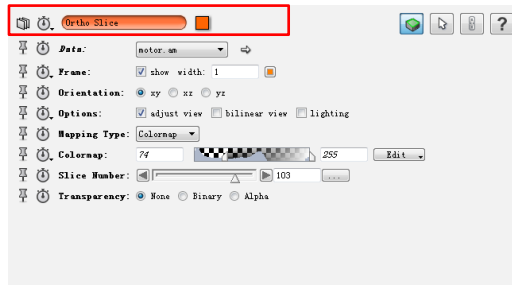 Ortho Slice ?
Data: motor.am
Frame: show width: 1
Orientation: xy xz yz
Options: adjust view bilinear view lighting
Mapping Type: Colormap
Colormap: 74 255 Edit
Slice Number: 103 ...
Transparency: None Binary Alpha